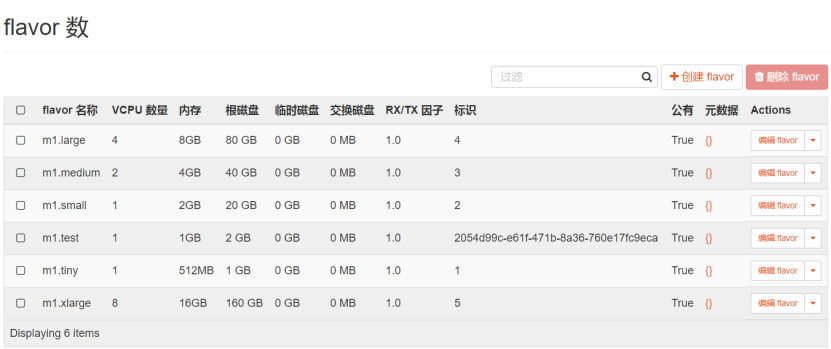 flavor 数
过滤 创建 flavor 删除 flavor
flavor 名称 VCPU 数量 内存 根磁盘 临时磁盘 交换磁盘 RX/TX 因子 标识 公有 元数据 Actions
m1.large 4 8GB 80 GB 0 GB 0 MB 1.0 4 True {} 编辑 flavor
m1.medium 2 4GB 40 GB 0 GB 0 MB 1.0 3 True {} 编辑 flavor
m1.small 1 2GB 20 GB 0 GB 0 MB 1.0 2 True {} 编辑 flavor
m1.test 1 1GB 2 GB 0 GB 0 MB 1.0 2054d99c-e61f-471b-8a36-760e17fc9eca True {} 编辑 flavor
m1.tiny 1 512MB 1 GB 0 GB 0 MB 1.0 1 True {} 编辑 flavor
m1.xlarge 8 16GB 160 GB 0 GB 0 MB 1.0 5 True {} 编辑 flavor
Displaying 6 items